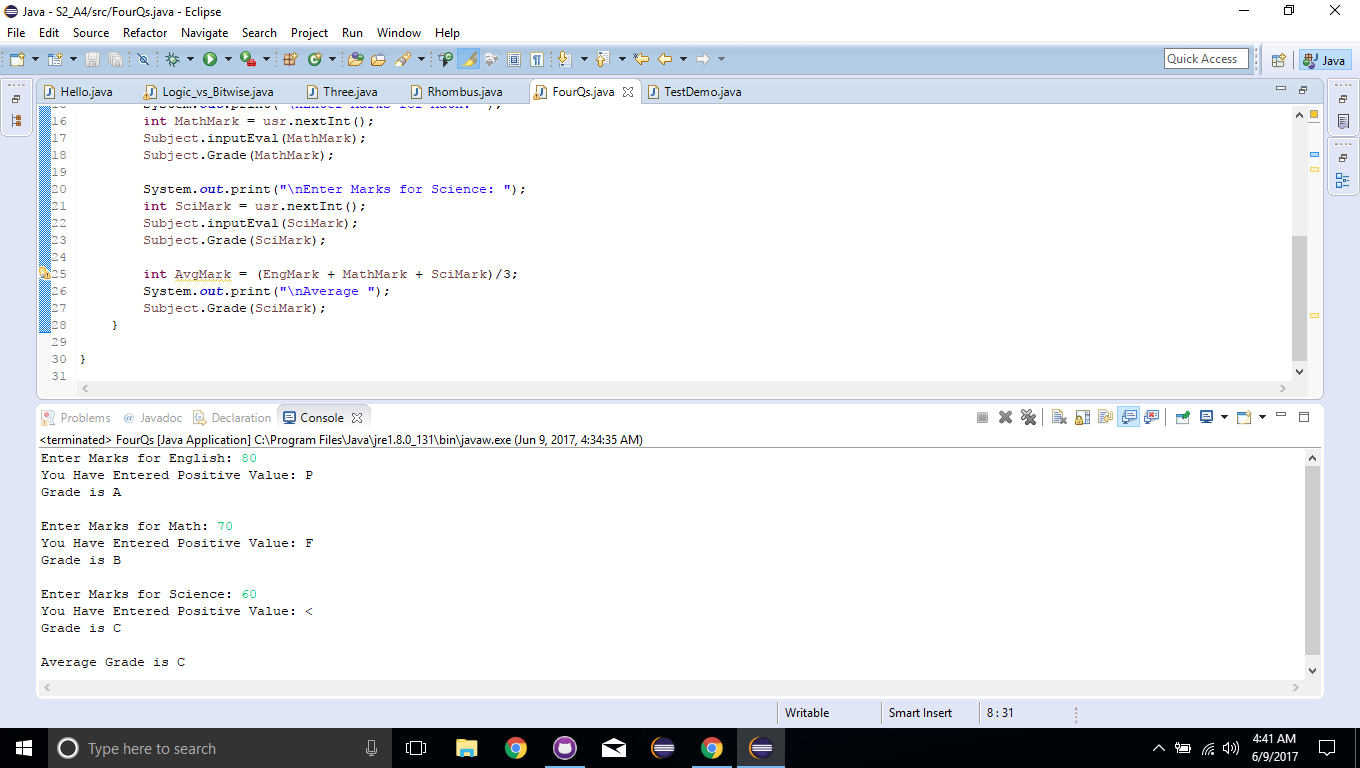 Java - S2_A4/src/FourQs.java - Eclipse
File Edit Source Refactor Navigate Search Project Run Window Help
Quick Access Java
Hello.java Logic_vs_Bitwise.java Three.java Rhombus.java FourQs.java TestDemo.java
16 int MathMark = usr.nextInt();
17 Subject.inputEval(MathMark);
18 Subject.Grade(MathMark);
19
20 System.out.print("\nEnter Marks for Science: ");
21 int SciMark = usr.nextInt();
22 Subject.inputEval(SciMark);
23 Subject.Grade(SciMark);
24
25 int AvgMark = (EngMark + MathMark + SciMark)/3;
26 System.out.print("\nAverage ");
27 Subject.Grade(SciMark);
28 }
29
30 }
31
Problems @ Javadoc Declaration Console
<terminated> FourQs [Java Application] C:\Program Files\Java\jre1.8.0_131\bin\javaw.exe (Jun 9, 2017, 4:34:35 AM)
Enter Marks for English: 80
You Have Entered Positive Value: P
Grade is A
Enter Marks for Math: 70
You Have Entered Positive Value: F
Grade is B
Enter Marks for Science: 60
You Have Entered Positive Value: <
Grade is C
Average Grade is C
Writable Smart Insert 8 : 31
Type here to search
4:41 AM
6/9/2017